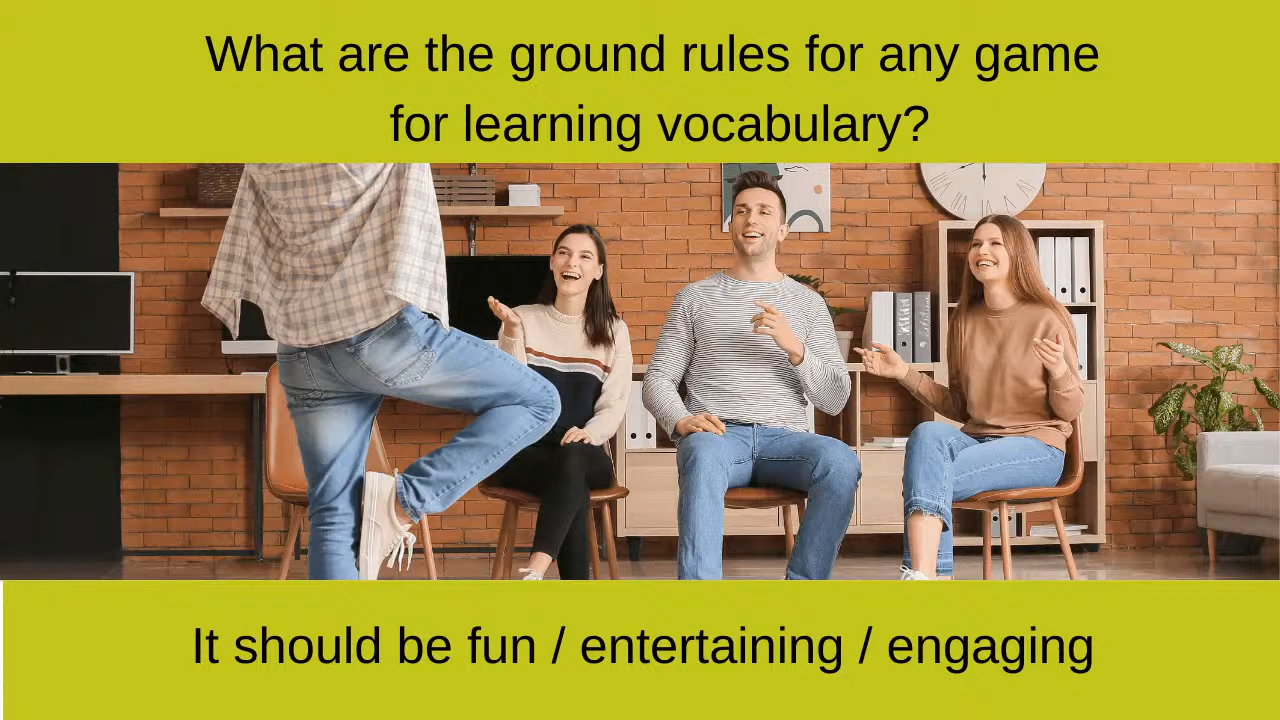 What are the ground rules for any game
for learning vocabulary?
It should be fun / entertaining / engaging